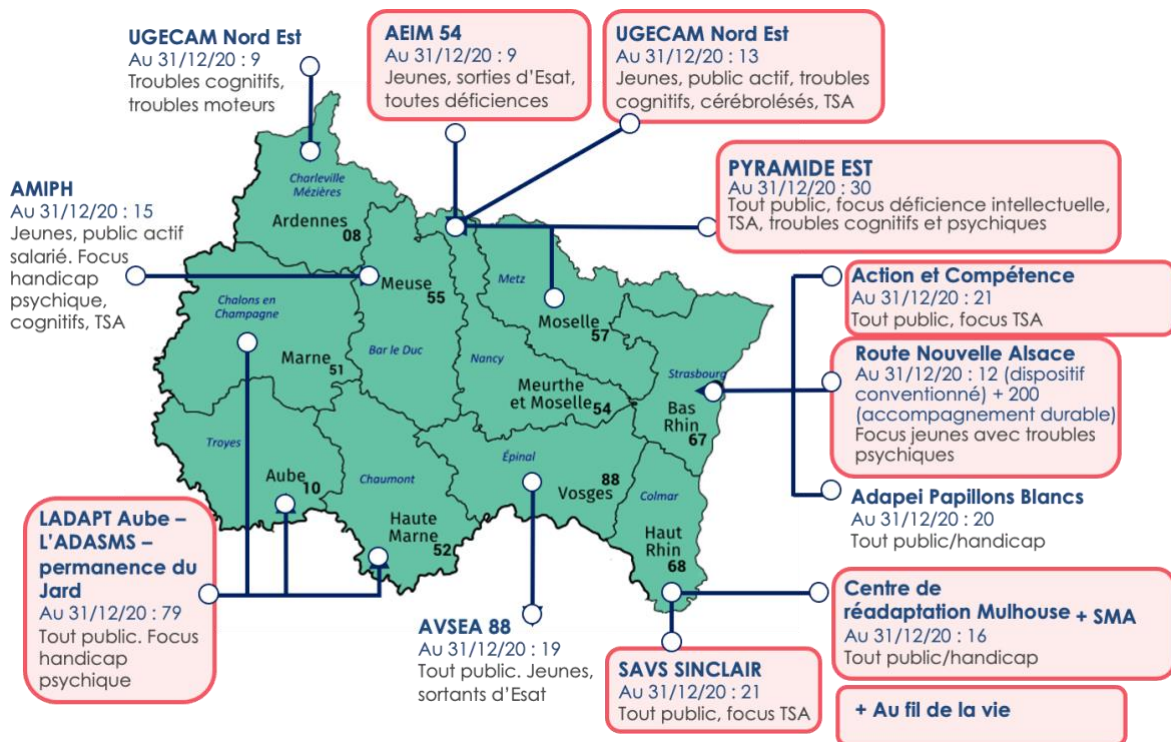 UGECAM Nord Est
Au 31/12/20 : 9
Troubles cognitifs,
troubles moteurs
AEIM 54
Au 31/12/20 : 9
Jeunes, sorties d’Esat,
toutes déficiences
UGECAM Nord Est
Au 31/12/20 : 13
Jeunes, public actif, troubles
cognitifs, cérébrolésés, TSA
PYRAMIDE EST
Au 31/12/20 : 30
Tout public, focus déficience intellectuelle,
TSA, troubles cognitifs et psychiques
AMIPH
Au 31/12/20 : 15
Jeunes, public actif
salarié. Focus
handicap
psychique,
cognitifs, TSA
Charleville
Mézières
Ardennes
08
Meuse
55
Bar le Duc
Chalons en
Champagne
Marne
51
Metz
Moselle
57
Nancy
Meurthe
et Moselle 54
Strasbourg
Bas
Rhin
67
Troyes
Aube
10
Chaumont
Haute
Marne
52
Épinal
88
Vosges
Colmar
Haut
Rhin
68
Action et Compétence
Au 31/12/20 : 21
Tout public, focus TSA
Route Nouvelle Alsace
Au 31/12/20 : 12 (dispositif
conventionné) + 200
(accompagnement durable)
Focus jeunes avec troubles
psychiques
Adapei Papillons Blancs
Au 31/12/20 : 20
Tout public/handicap
LADAPT Aube –
L’ADASMS –
permanence du
Jard
Au 31/12/20 : 79
Tout public. Focus
handicap
psychique
AVSEA 88
Au 31/12/20 : 19
Tout public. Jeunes,
sortants d’Esat
SAVS SINCLAIR
Au 31/12/20 : 21
Tout public, focus TSA
Centre de
réadaptation Mulhouse + SMA
Au 31/12/20 : 16
Tout public/handicap
+ Au fil de la vie